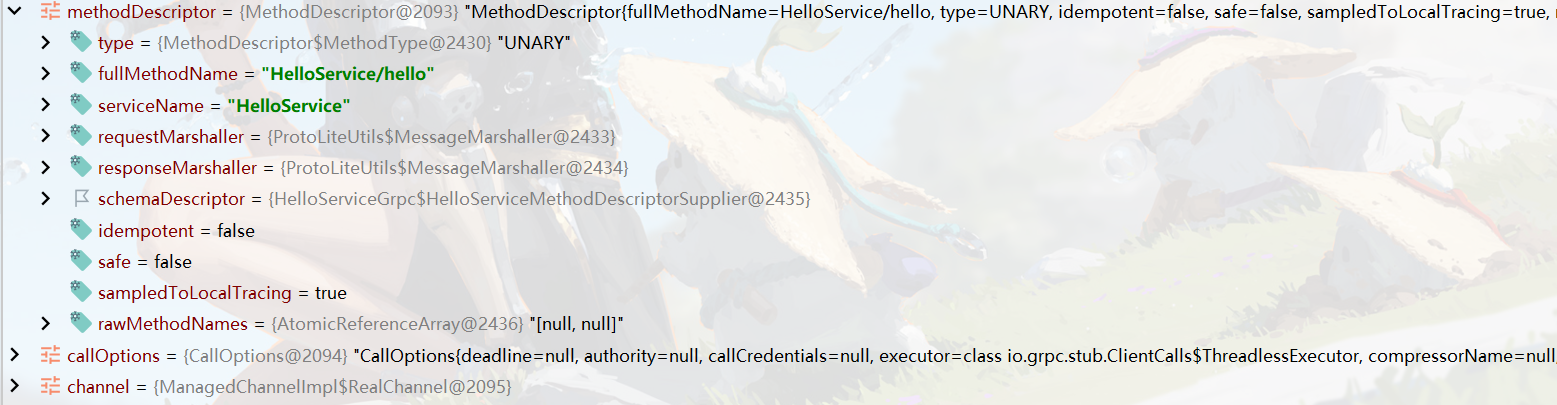 methodDescriptor = {MethodDescriptor@2093} "MethodDescriptor{fullMethodName=HelloService/hello, type=UNARY, idempotent=false, safe=false, sampledToLocalTracing=true,
type = {MethodDescriptor$MethodType@2430} "UNARY"
fullMethodName = "HelloService/hello"
serviceName = "HelloService"
requestMarshaller = {ProtoLiteUtils$MessageMarshaller@2433}
responseMarshaller = {ProtoLiteUtils$MessageMarshaller@2434}
schemaDescriptor = {HelloServiceGrpc$HelloServiceMethodDescriptorSupplier@2435}
idempotent = false
safe = false
sampledToLocalTracing = true
rawMethodNames = {AtomicReferenceArray@2436} "[null, null]"
callOptions = {CallOptions@2094} "CallOptions{deadline=null, authority=null, callCredentials=null, executor=class io.grpc.stub.ClientCalls$ThreadlessExecutor, compressorName=null,
channel = {ManagedChannelImpl$RealChannel@2095}